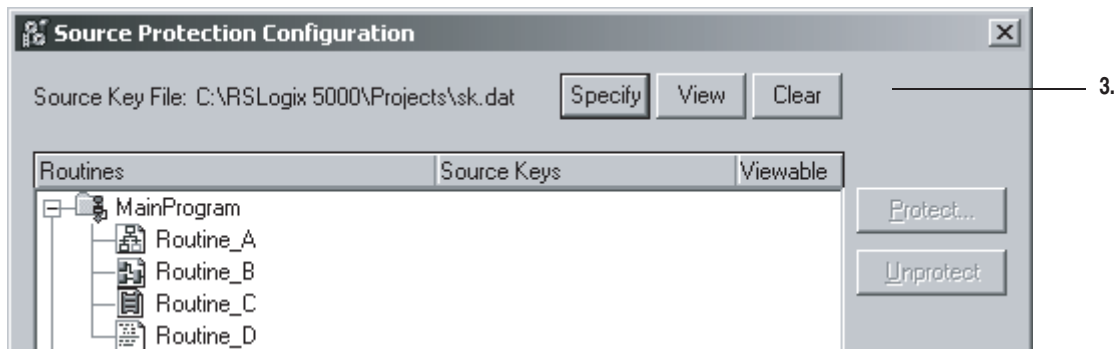 Source Protection Configuration
Source Key File: C:\RSLogix 5000\Projects\sk.dat Specify View Clear
3.
Routines Source Keys Viewable
MainProgram
Protect...
Routine_A
Routine_B
Unprotect
Routine_C
Routine_D